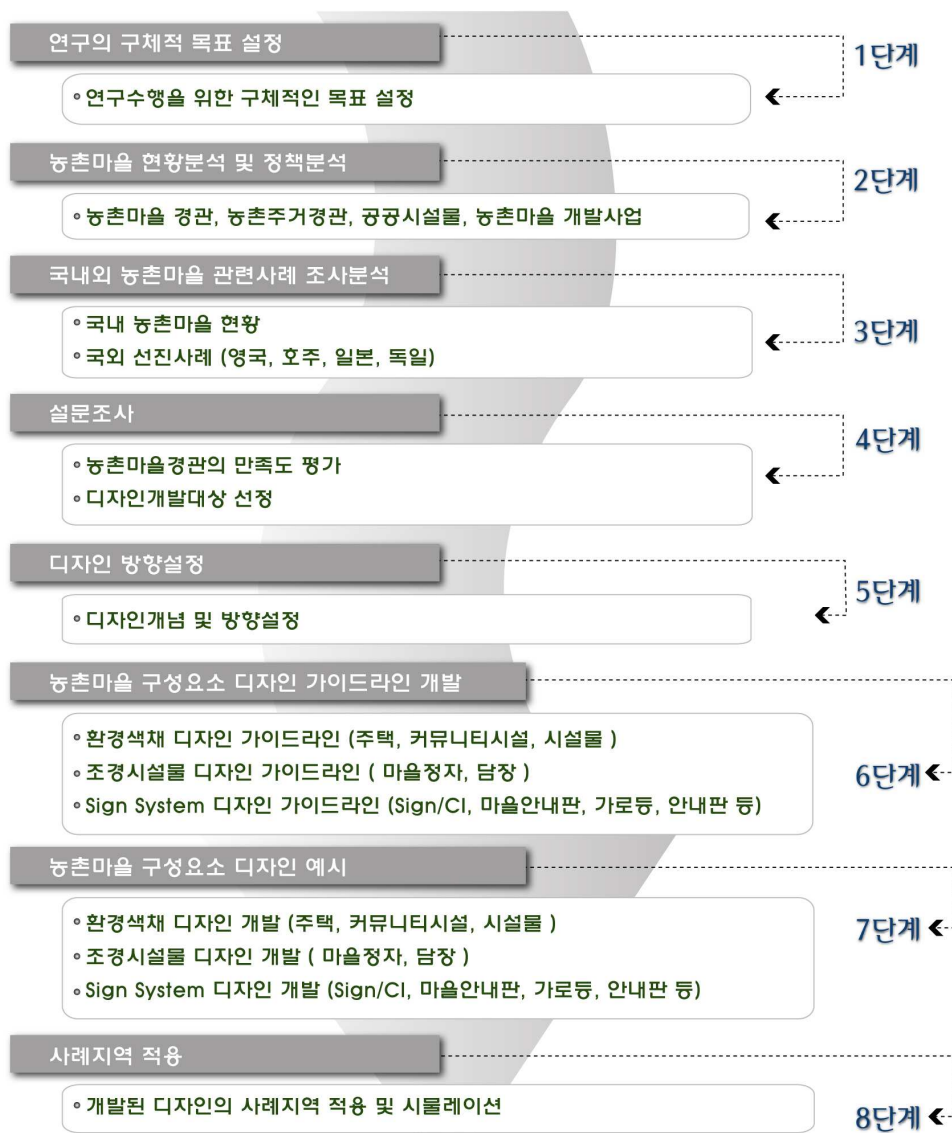 연구의 구체적 목표 설정
1단계
•연구수행을 위한 구체적인 목표 설정
농촌마을 현황분석 및 정책분석
2단계
•농촌마을 경관, 농촌주거경관, 공공시설물, 농촌마을 개발사업
국내외 농촌마을 관련사례 조사분석
•국내 농촌마을 현황
3단계
•국외 선진사례 (영국, 호주, 일본, 독일)
설문조사
4단계
•농촌마을경관의 만족도 평가
•디자인개발대상 선정
디자인 방향설정
5단계
•디자인개념 및 방향설정
농촌마을 구성요소 디자인 가이드라인 개발
•환경색채 디자인 가이드라인 (주택, 커뮤니티시설, 시설물 )
•조경시설물 디자인 가이드라인 ( 마을정자, 담장 )
6단계
•Sign System 디자인 가이드라인 (Sign/CI, 마을안내판, 가로등, 안내판 등)
농촌마을 구성요소 디자인 예시
•환경색채 디자인 개발 (주택, 커뮤니티시설, 시설물 )
7단계
•조경시설물 디자인 개발 ( 마을정자, 담장 )
•Sign System 디자인 개발 (Sign/CI, 마을안내판, 가로등, 안내판 등)
사례지역 적용
•개발된 디자인의 사례지역 적용 및 시물레이션
8단계